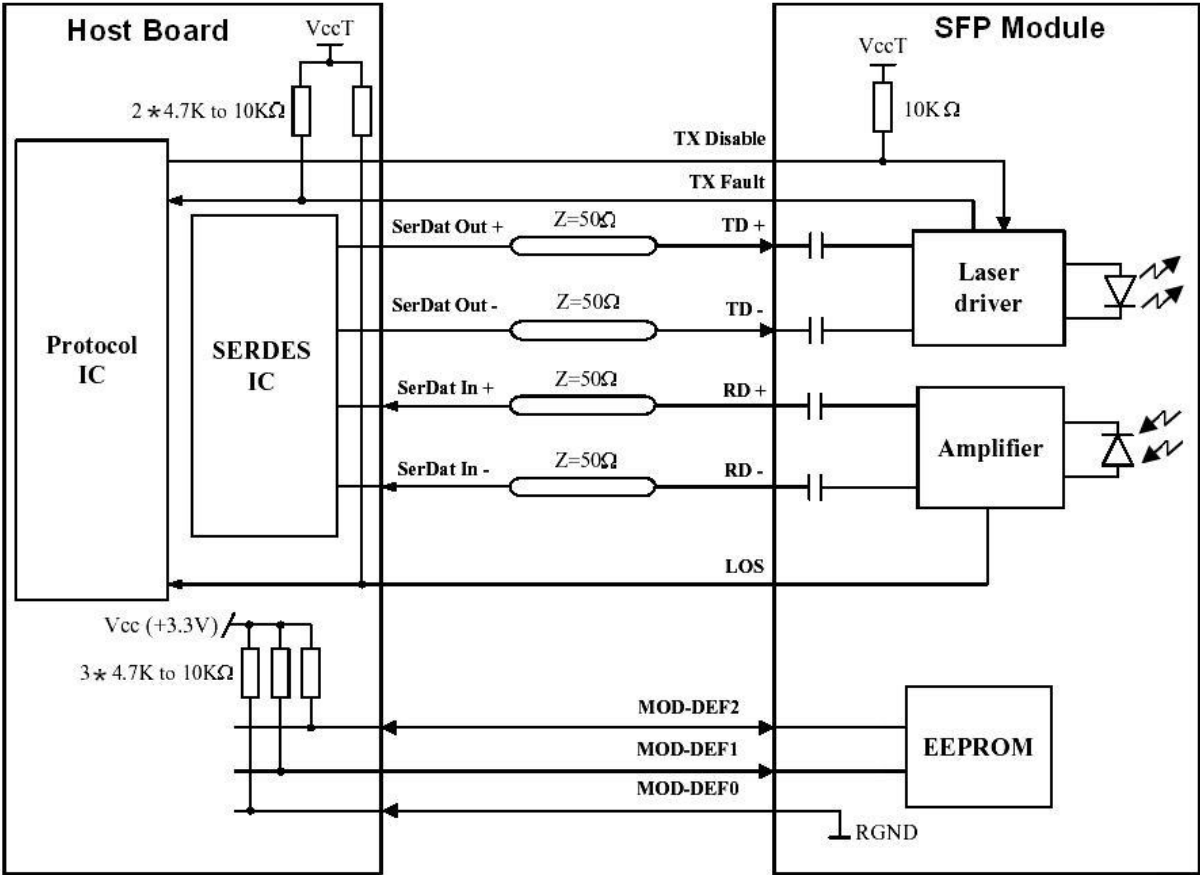 Host Board
SFP Module
VccT
VccT
2*4.7K to 10KΩ
10KΩ
TX Disable
TX Fault
SerDat Out +
Z=50Ω
TD +
Laser
driver
SerDat Out -
Z=50Ω
TD -
Protocol
IC
SERDES
IC
SerDat In +
Z=50Ω
RD +
Amplifier
SerDat In -
Z=50Ω
RD -
LOS
Vcc (+3.3V)
3*4.7K to 10KΩ
MOD-DEF2
MOD-DEF1
EEPROM
MOD-DEF0
RGND